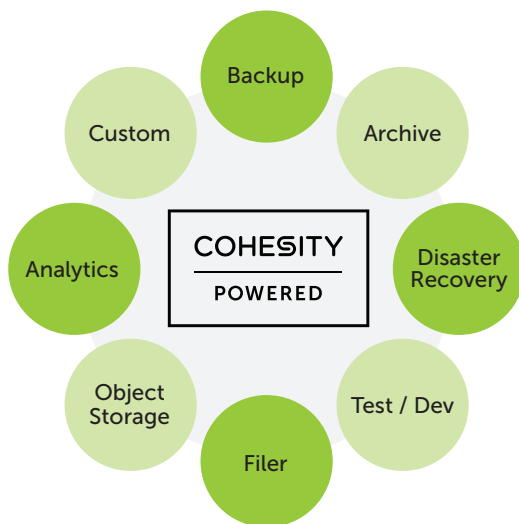 Backup
Custom
Archive
COHESITY
POWERED
Analytics
Disaster
Recovery
Object
Storage
Test / Dev
Filer